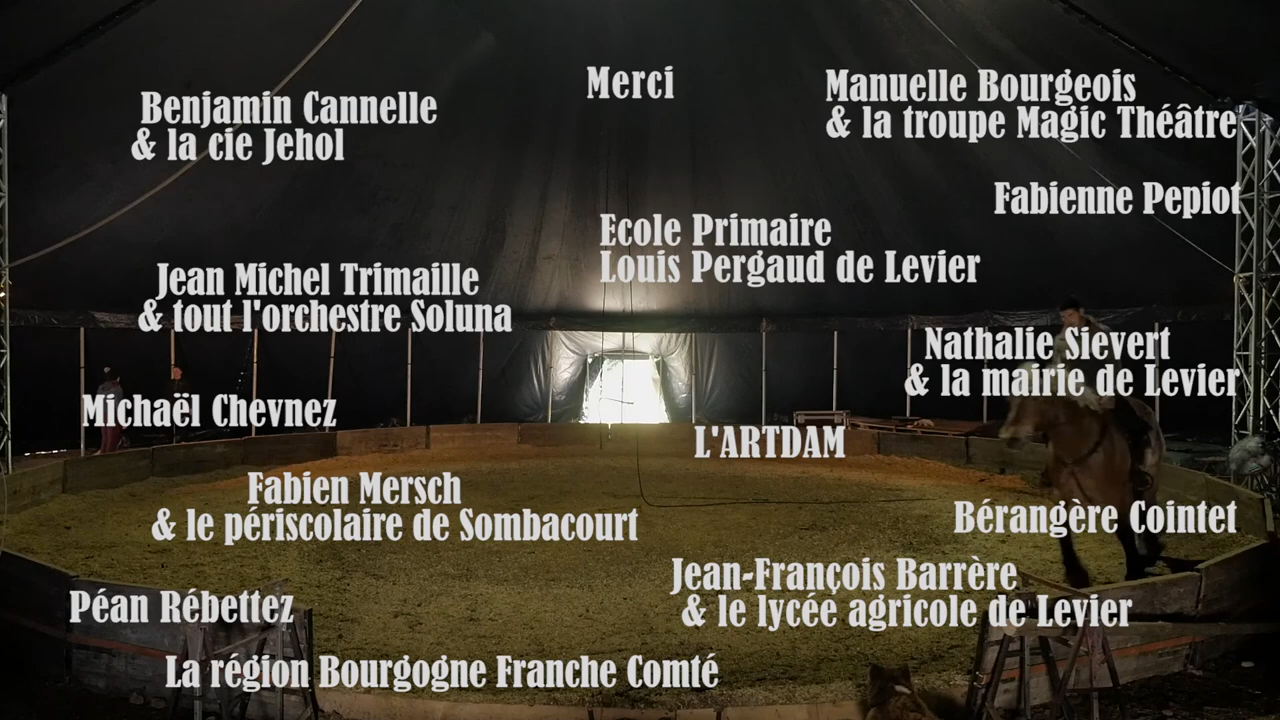 Merci
Benjamin Cannelle
& la cie Jehol
Manuelle Bourgeois
& la troupe Magic Théâtre
Fabienne Pepiot
Ecole Primaire
Louis Pergaud de Levier
Jean Michel Trimaille
& tout l'orchestre Soluna
Nathalie Sievert
& la mairie de Levier
Michaël Chevnez
L'ARTDAM
Fabien Mersch
& le périscolaire de Sombacourt
Bérangère Cointet
Jean-François Barrère
& le lycée agricole de Levier
Péan Rébettez
La région Bourgogne Franche Comté